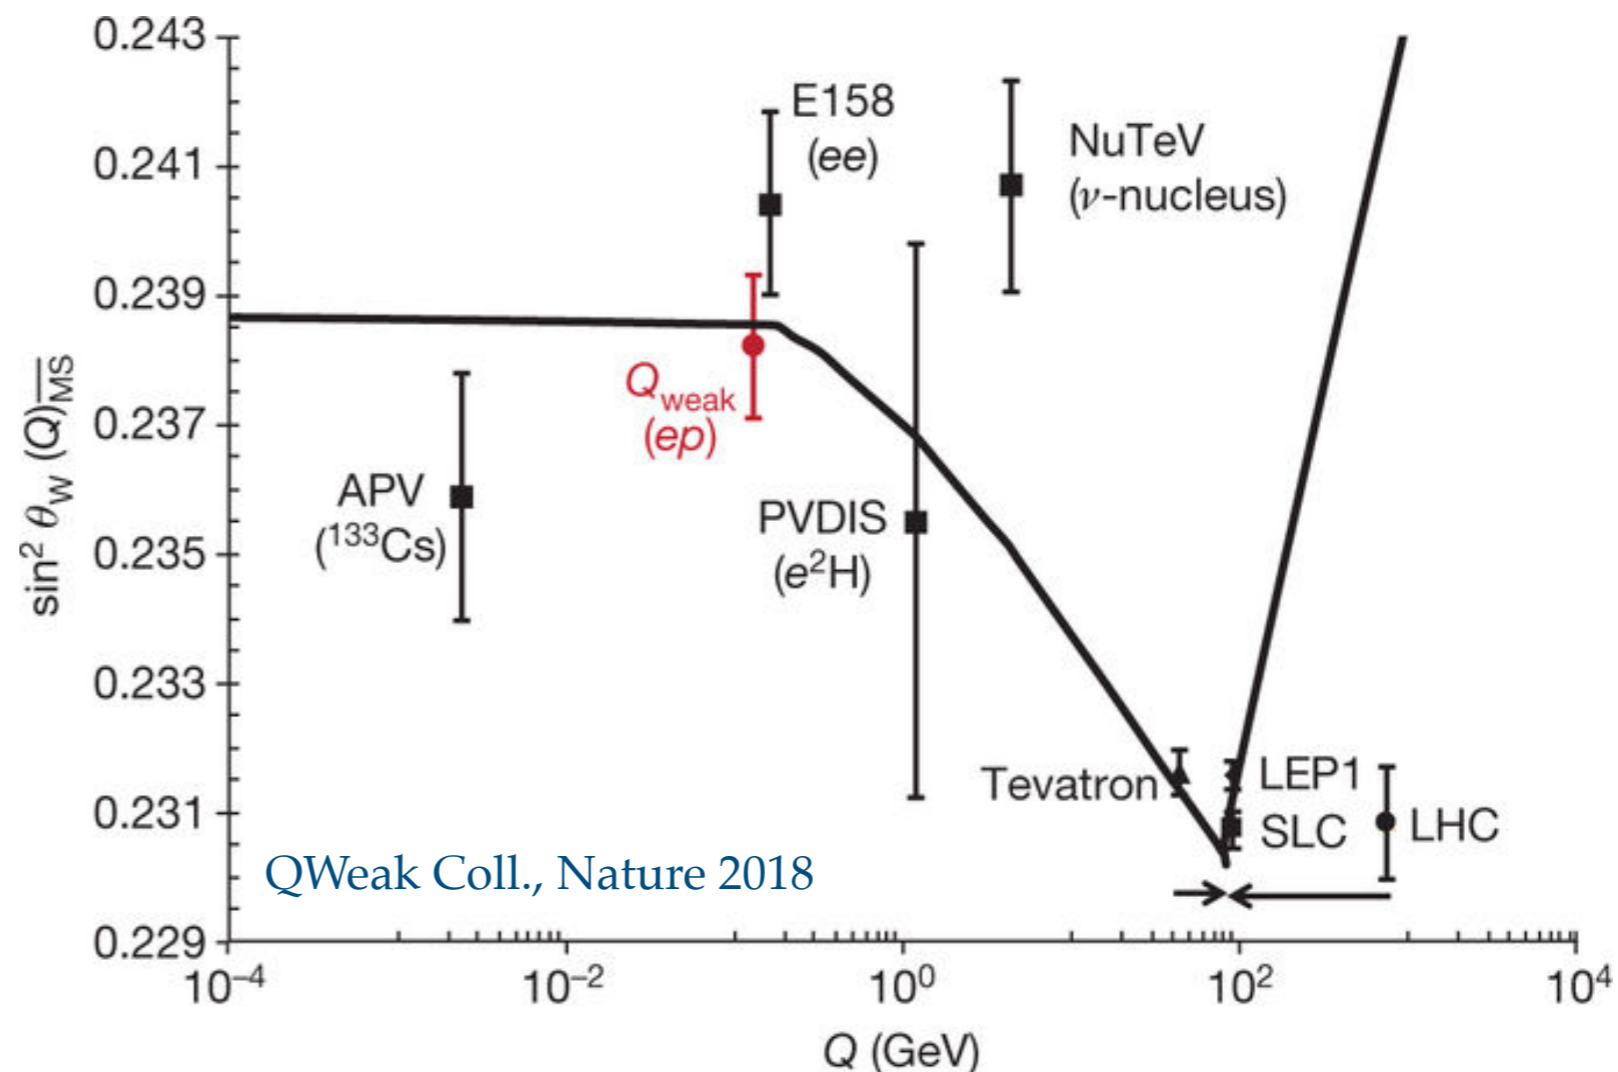 0.243
0.241
0.239
0.237
0.235
0.233
0.231
0.229
sin² θ_W (Q)_M̅S̅
E158
(ee)
NuTeV
(ν-nucleus)
Qweak
(ep)
APV
(¹³³Cs)
PVDIS
(e²H)
Tevatron
LEP1
SLC
LHC
QWeak Coll., Nature 2018
10⁻⁴ 10⁻² 10⁰ 10² 10⁴
Q (GeV)